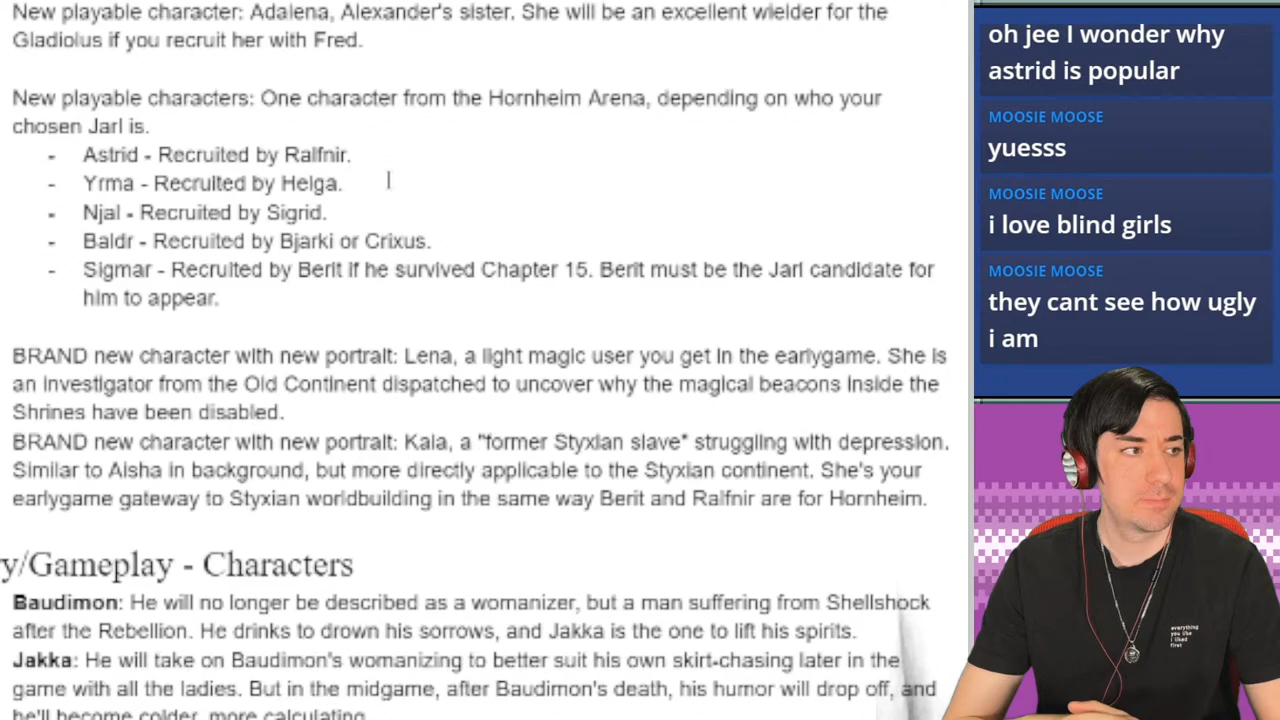 New playable character: Adalena, Alexander's sister. She will be an excellent wielder for the
Gladiolus if you recruit her with Fred.
New playable characters: One character from the Hornheim Arena, depending on who your
chosen Jarl is.
- Astrid - Recruited by Ralfnir.
- Yrma - Recruited by Helga.
- Njal - Recruited by Sigrid.
- Baldr - Recruited by Bjarki or Crixus.
- Sigmar - Recruited by Berit if he survived Chapter 15. Berit must be the Jarl candidate for
him to appear.
BRAND new character with new portrait: Lena, a light magic user you get in the earlygame. She is
an investigator from the Old Continent dispatched to uncover why the magical beacons inside the
Shrines have been disabled.
BRAND new character with new portrait: Kala, a "former Styxian slave" struggling with depression.
Similar to Aisha in background, but more directly applicable to the Styxian continent. She's your
earlygame gateway to Styxian worldbuilding in the same way Berit and Ralfnir are for Hornheim.
y/Gameplay - Characters
Baudimon: He will no longer be described as a womanizer, but a man suffering from Shellshock
after the Rebellion. He drinks to drown his sorrows, and Jakka is the one to lift his spirits.
Jakka: He will take on Baudimon's womanizing to better suit his own skirt-chasing later in the
game with all the ladies. But in the midgame, after Baudimon's death, his humor will drop off, and
he'll become colder, more calculating
oh jee I wonder why
astrid is popular
MOOSIE MOOSE
yuesss
MOOSIE MOOSE
i love blind girls
MOOSIE MOOSE
they cant see how ugly
i am
everything
you like
i liked
first